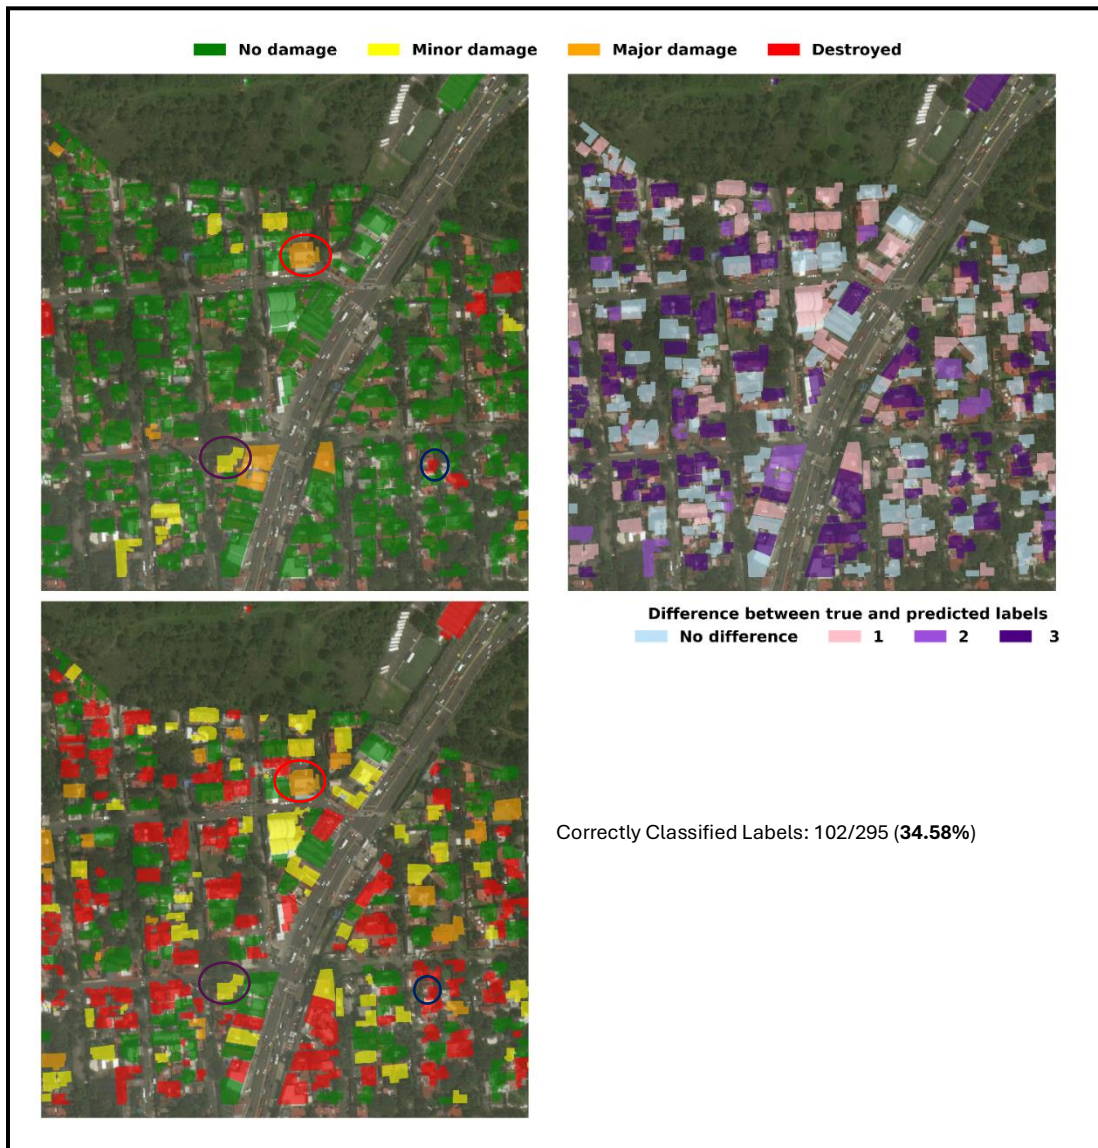 No damage Minor damage Major damage Destroyed
Difference between true and predicted labels
No difference 1 2 3
Correctly Classified Labels: 102/295 (34.58%)